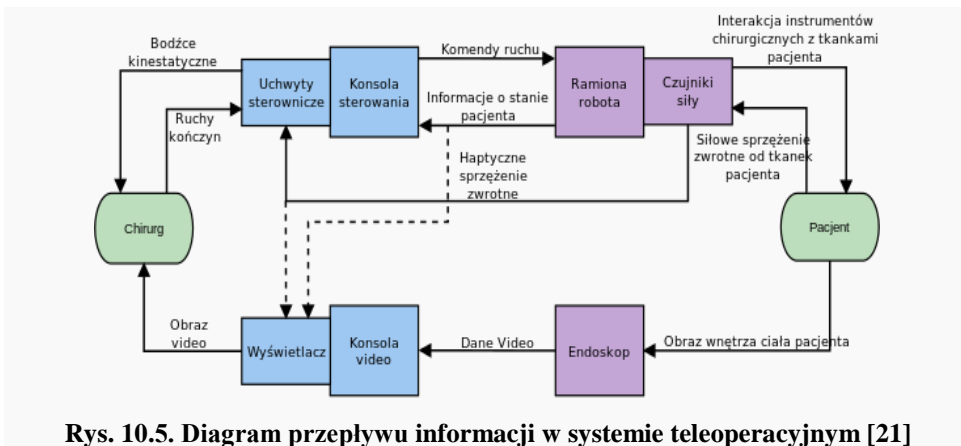 Bodźce
kinestatyczne
Uchwyty
sterownicze
Konsola
sterowania
Komendy ruchu
Informacje o stanie
pacjenta
Ramiona
robota
Czujniki
siły
Interakcja instrumentów
chirurgicznych z tkankami
pacjenta
Ruchy
kończyn
Haptyczne
sprzężenie
zwrotne
Siłowe sprzężenie
zwrotne od tkanek
pacjenta
Chirurg
Pacjent
Obraz
video
Wyświetlacz
Konsola
video
Dane Video
Endoskop
Obraz wnętrza ciała pacjenta
Rys. 10.5. Diagram przepływu informacji w systemie teleoperacyjnym [21]